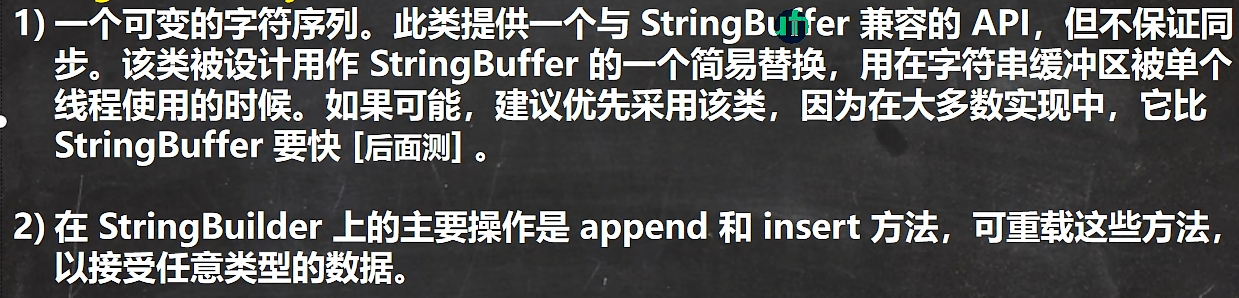 1) 一个可变的字符序列。此类提供一个与 StringBuffer 兼容的 API，但不保证同
步。该类被设计用作 StringBuffer 的一个简易替换，用在字符串缓冲区被单个
线程使用的时候。如果可能，建议优先采用该类，因为在大多数实现中，它比
StringBuffer 要快 [后面测] 。
2) 在 StringBuilder 上的主要操作是 append 和 insert 方法，可重载这些方法，
以接受任意类型的数据。